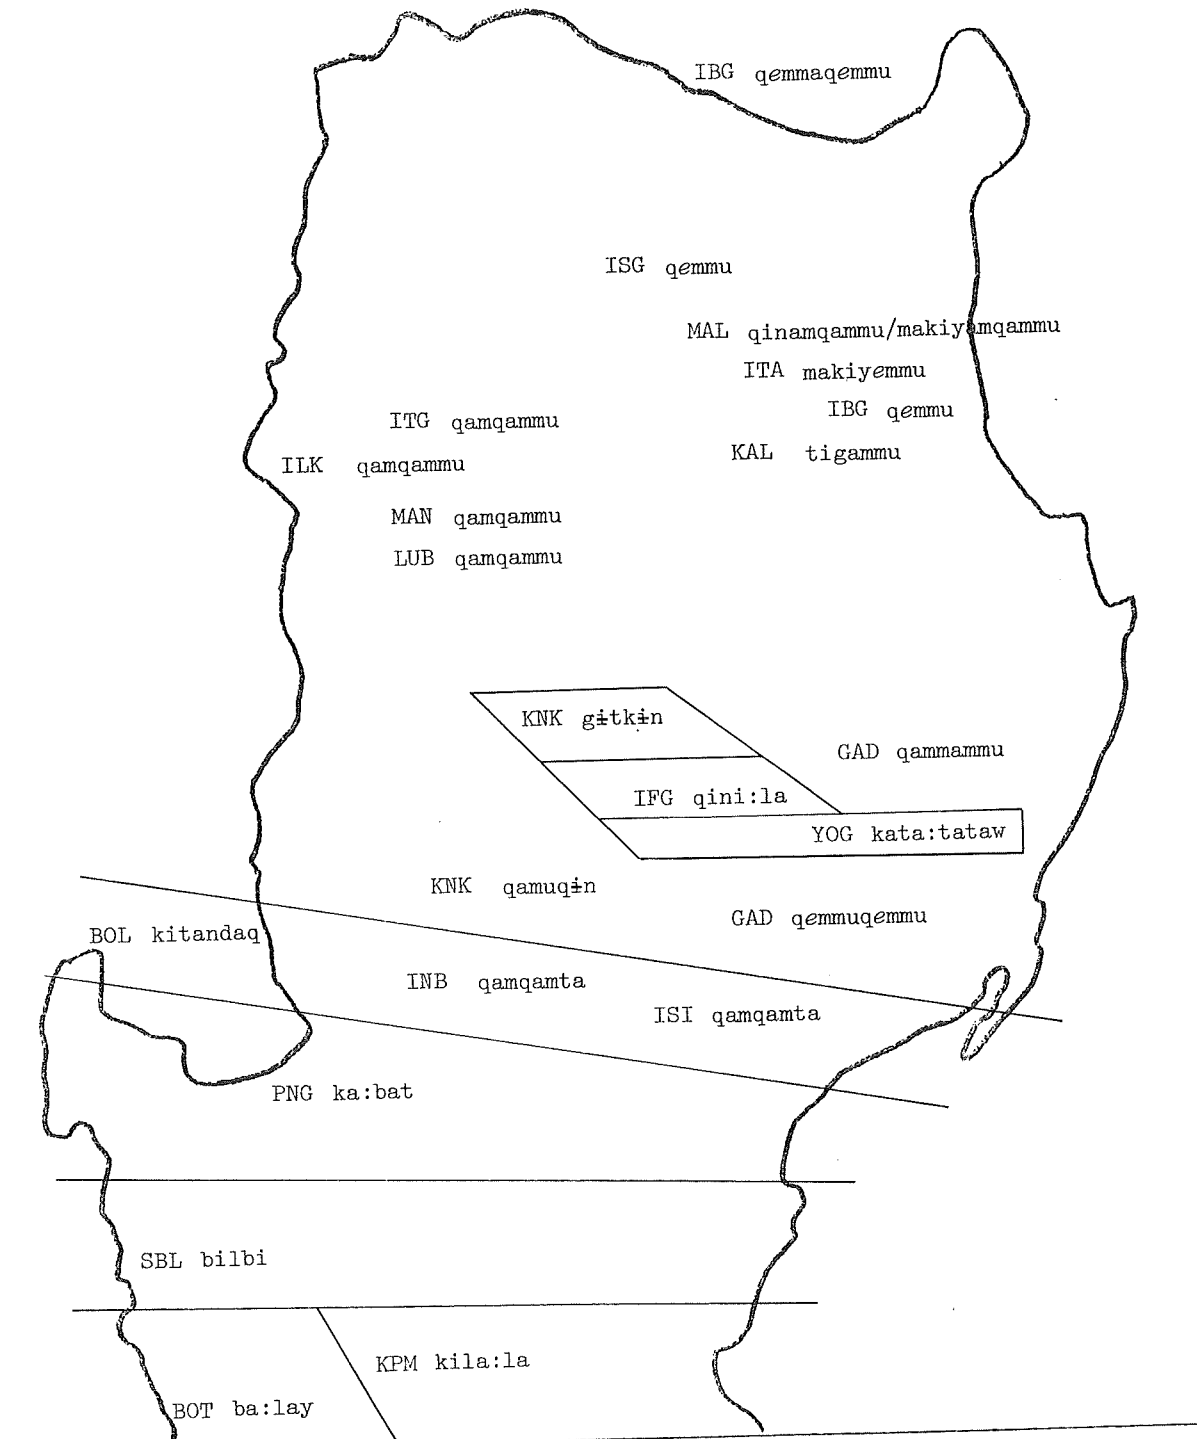 IBG qemmaqemmu
ISG qemmu
MAL qinamqammu/makiyamqammu
ITA makiyemmu
IBG qemmu
ITG qamqammu
KAL tigammu
ILK qamqammu
MAN qamqammu
LUB qamqammu
KNK gɨtkɨn
GAD qammammu
IFG qini:la
YOG kata:tataw
KNK qamuqɨn
GAD qemmuqemmu
BOL kitandaq
INB qamqamta
ISI qamqamta
PNG ka:bat
SBL bilbi
KPM kila:la
BOT ba:lay